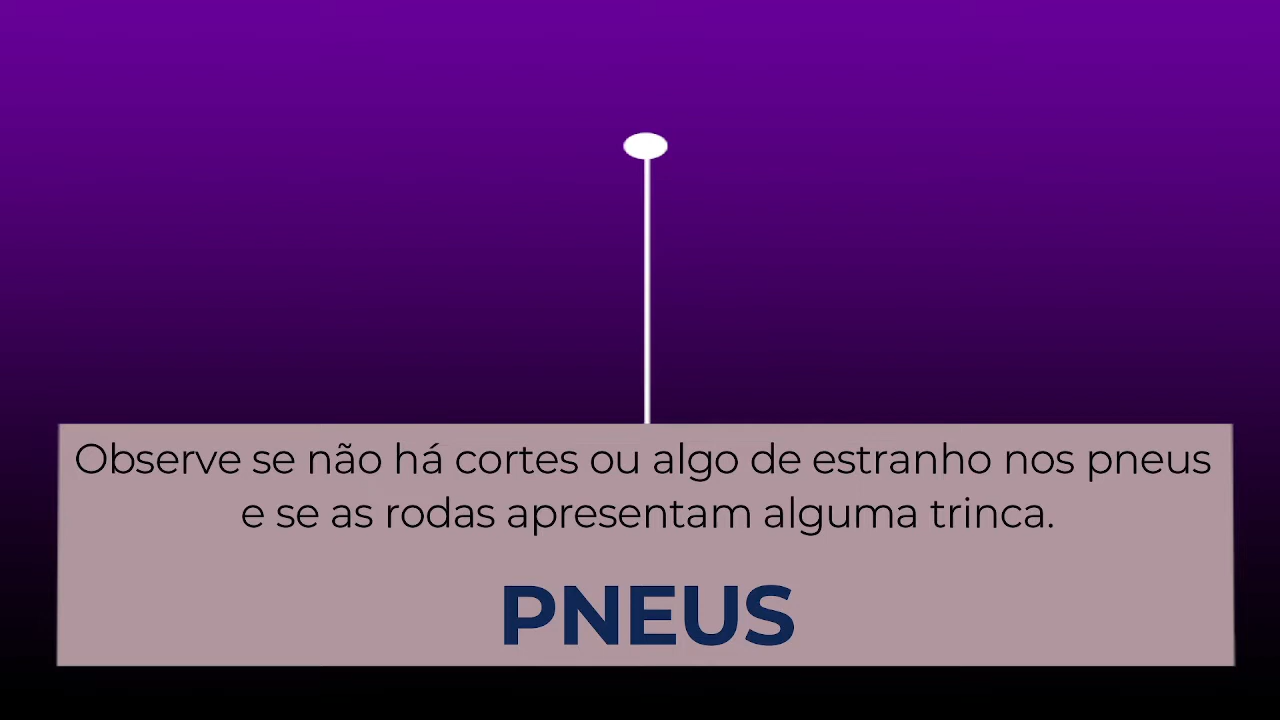 Observe se não há cortes ou algo de estranho nos pneus
e se as rodas apresentam alguma trinca.
PNEUS